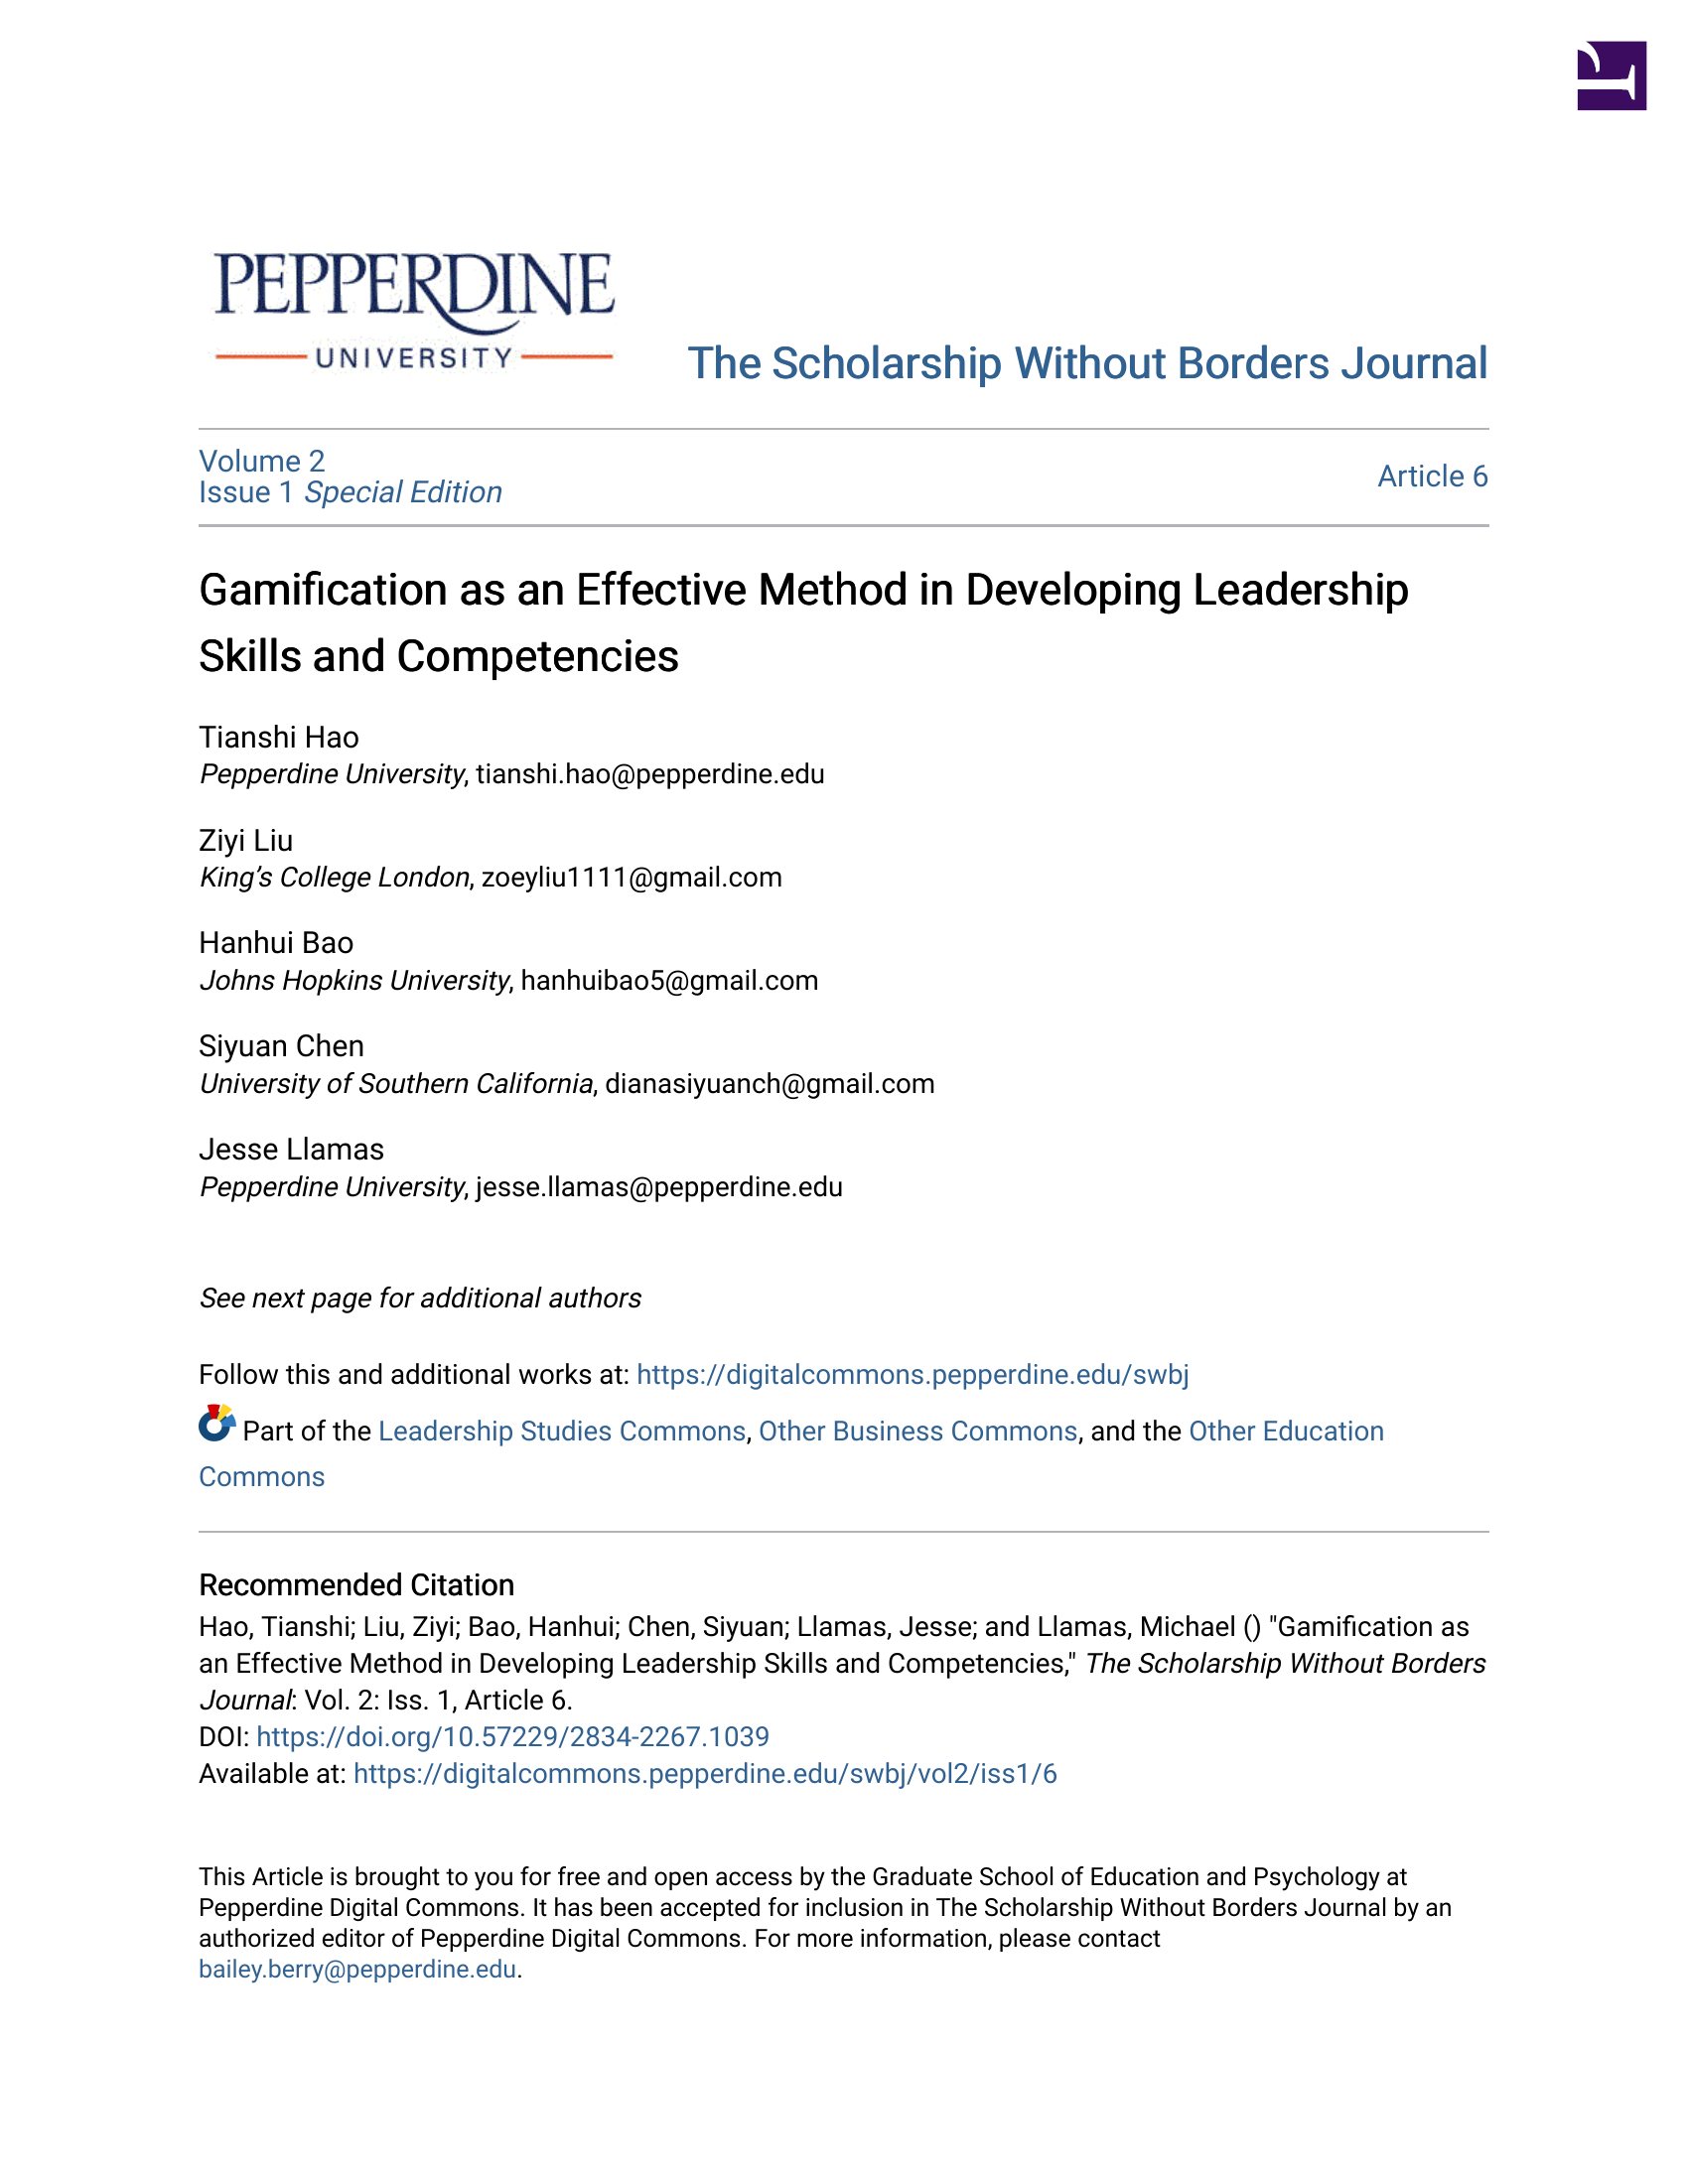 PEPPERDINE
UNIVERSITY
The Scholarship Without Borders Journal
Volume 2
Issue 1 Special Edition
Article 6
Gamification as an Effective Method in Developing Leadership
Skills and Competencies
Tianshi Hao
Pepperdine University, tianshi.hao@pepperdine.edu
Ziyi Liu
King’s College London, zoeyliu1111@gmail.com
Hanhui Bao
Johns Hopkins University, hanhuibao5@gmail.com
Siyuan Chen
University of Southern California, dianasiyuanch@gmail.com
Jesse Llamas
Pepperdine University, jesse.llamas@pepperdine.edu
See next page for additional authors
Follow this and additional works at: https://digitalcommons.pepperdine.edu/swbj
Part of the Leadership Studies Commons, Other Business Commons, and the Other Education
Commons
Recommended Citation
Hao, Tianshi; Liu, Ziyi; Bao, Hanhui; Chen, Siyuan; Llamas, Jesse; and Llamas, Michael () "Gamification as
an Effective Method in Developing Leadership Skills and Competencies," The Scholarship Without Borders
Journal: Vol. 2: Iss. 1, Article 6.
DOI: https://doi.org/10.57229/2834-2267.1039
Available at: https://digitalcommons.pepperdine.edu/swbj/vol2/iss1/6
This Article is brought to you for free and open access by the Graduate School of Education and Psychology at
Pepperdine Digital Commons. It has been accepted for inclusion in The Scholarship Without Borders Journal by an
authorized editor of Pepperdine Digital Commons. For more information, please contact
bailey.berry@pepperdine.edu.